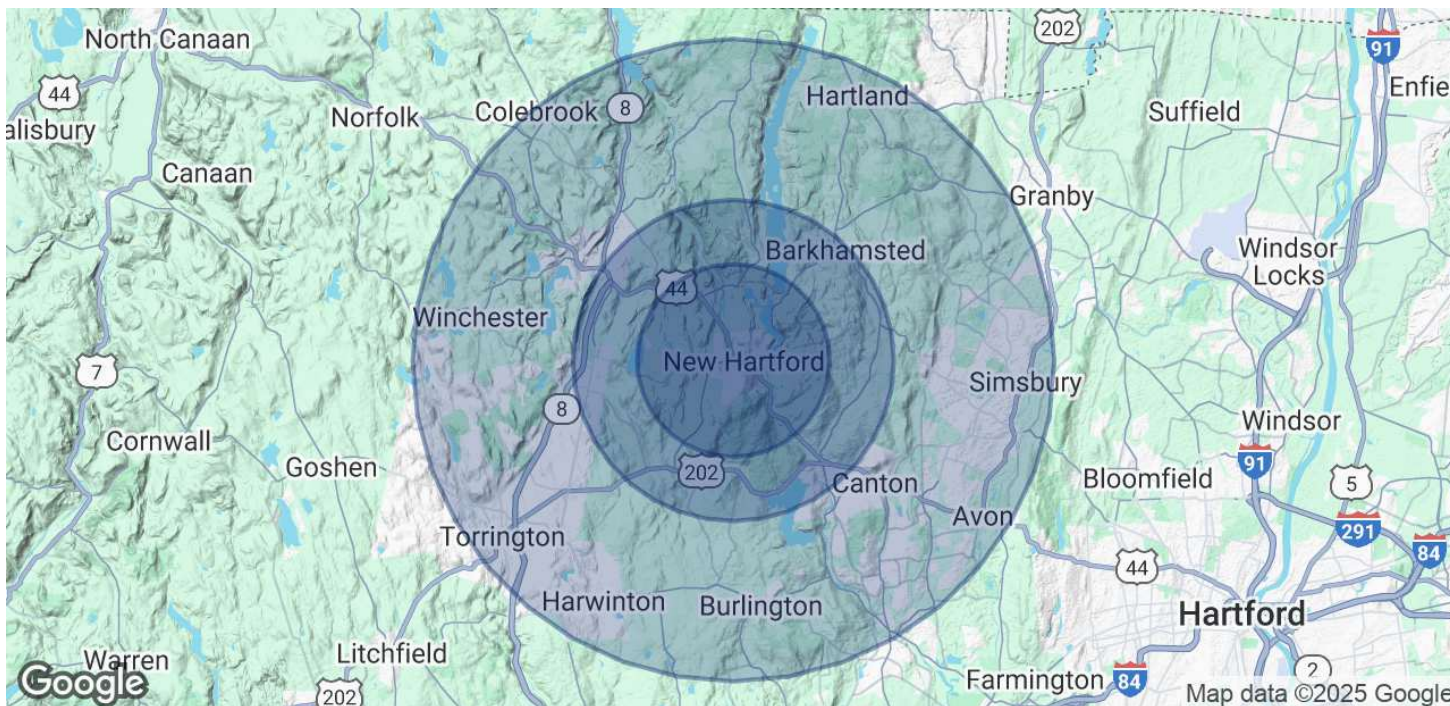 North Canaan
202
91
44
Norfolk
Colebrook
8
Hartland
Suffield
Enfie
alisbury
Canaan
Granby
Barkhamsted
Windsor
Locks
44
Winchester
7
New Hartford
Simsbury
8
Cornwall
Goshen
202
Canton
Bloomfield
Windsor
91
5
Torrington
Avon
291
84
44
Harwinton
Burlington
Hartford
Warren
Litchfield
202
Farmington
84
2
Google
Map data ©2025 Google